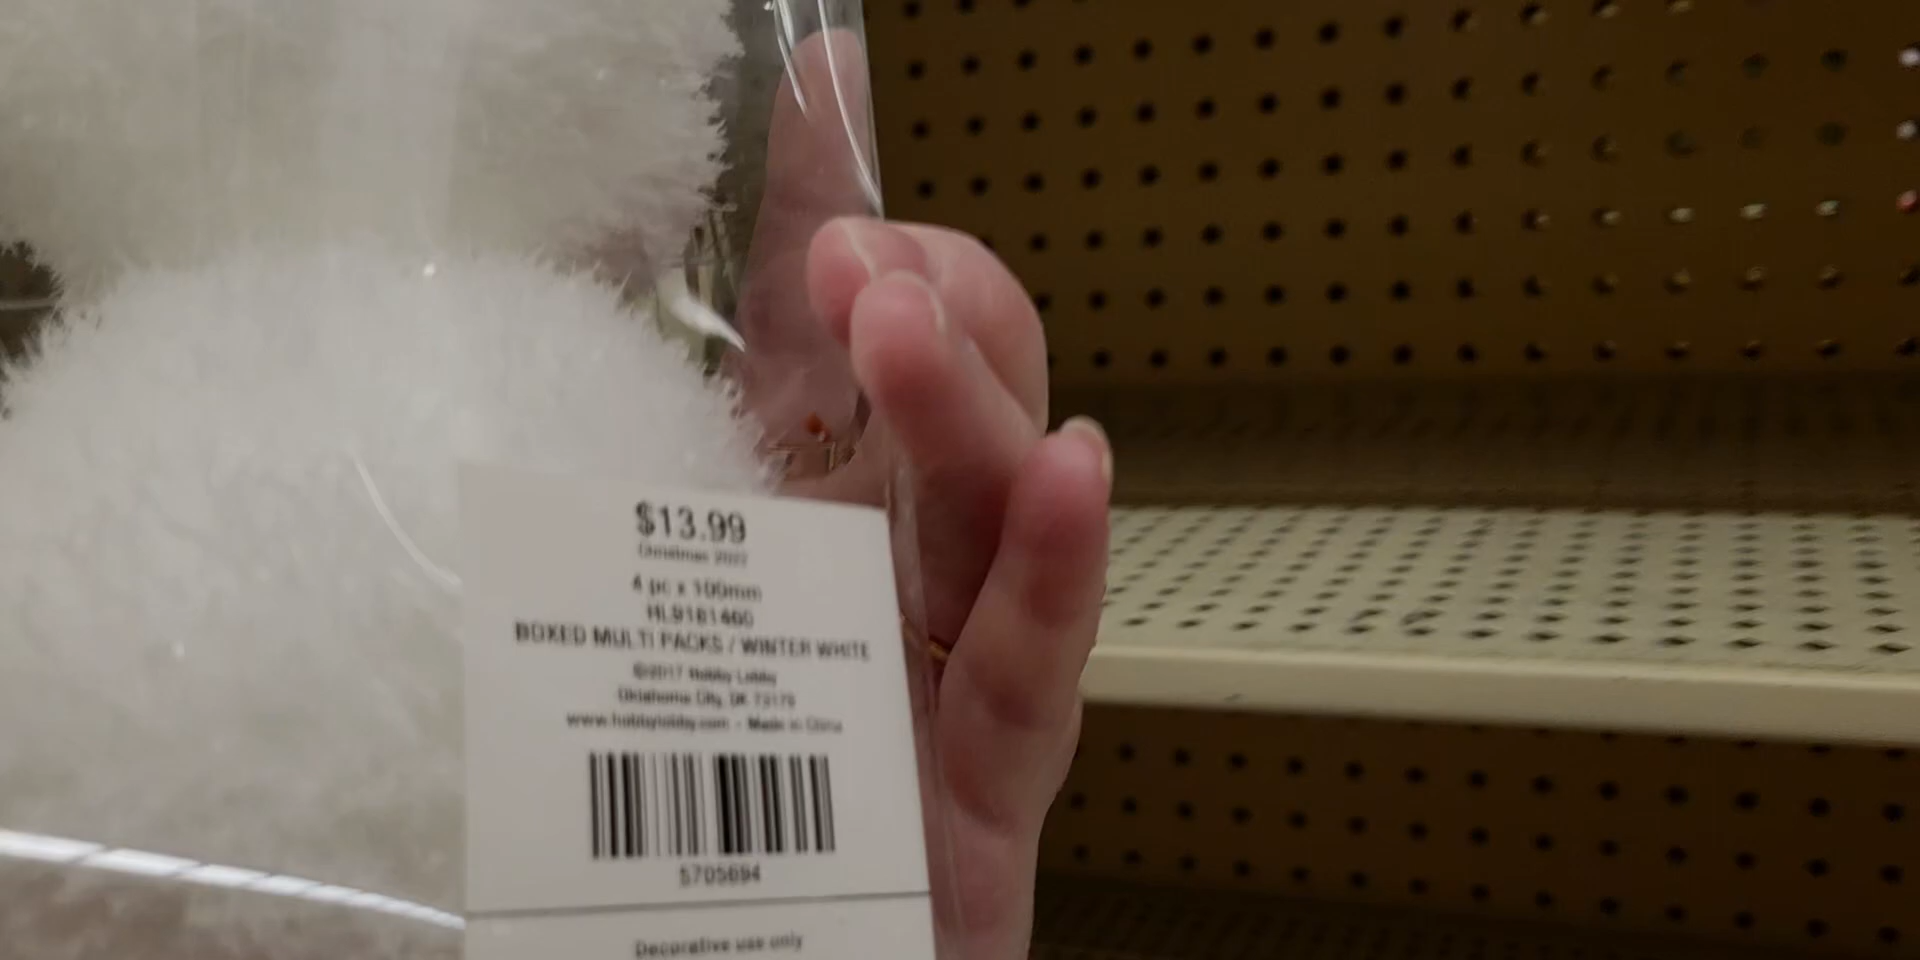 $13.99
Christmas 2022
4 pc x 100mm
HL9181460
BOXED MULTI PACKS / WINTER WHITE
©2017 Hobby Lobby
Oklahoma City, OK 73179
www.hobbylobby.com - Made in China
5705694
Decorative use only